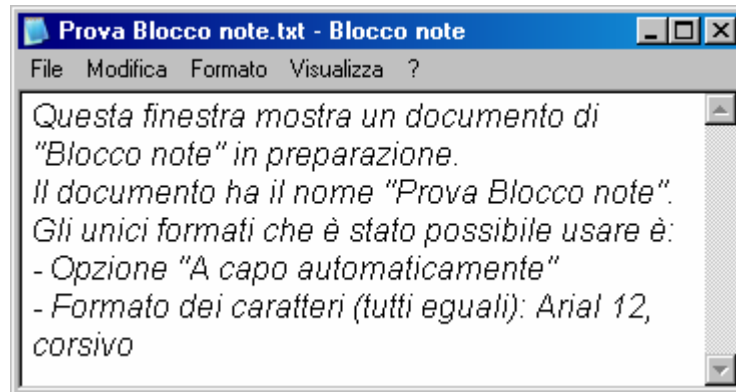 Prova Blocco note.txt - Blocco note
File Modifica Formato Visualizza ?
Questa finestra mostra un documento di
"Blocco note" in preparazione.
Il documento ha il nome "Prova Blocco note".
Gli unici formati che è stato possibile usare è:
- Opzione "A capo automaticamente"
- Formato dei caratteri (tutti eguali): Arial 12,
corsivo